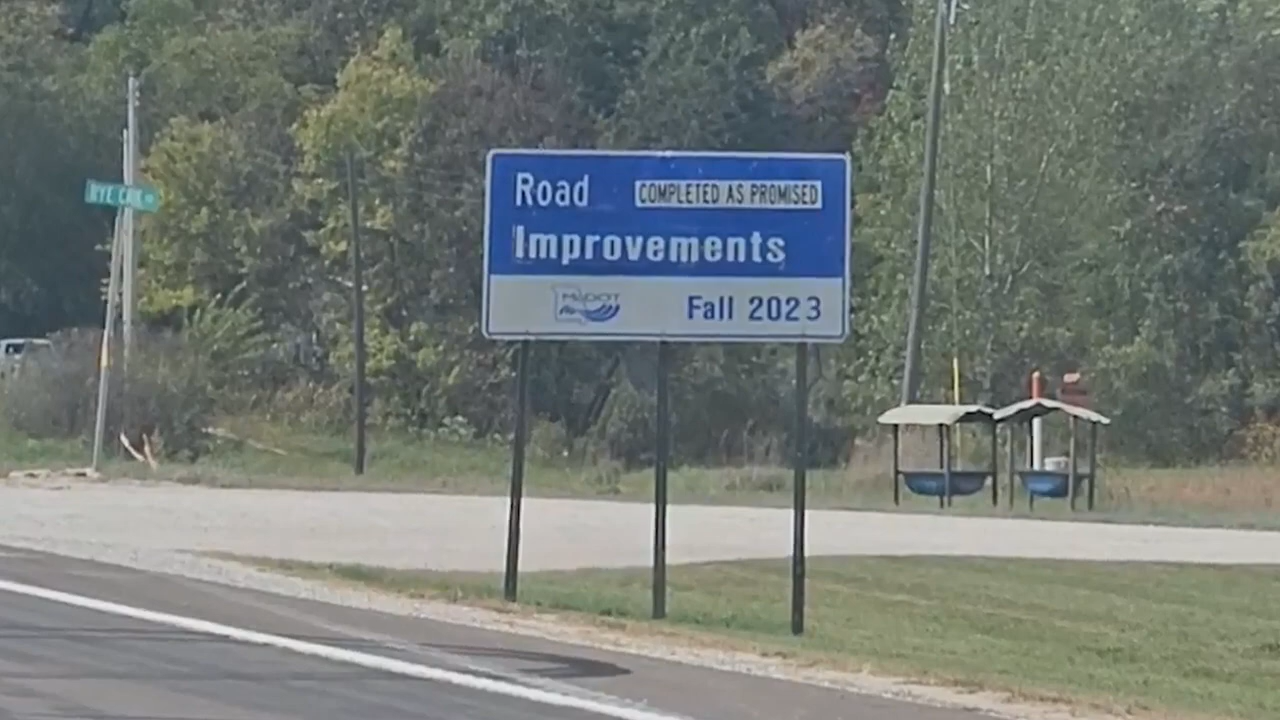 Road
COMPLETED AS PROMISED
Improvements
MoDOT
Fall 2023